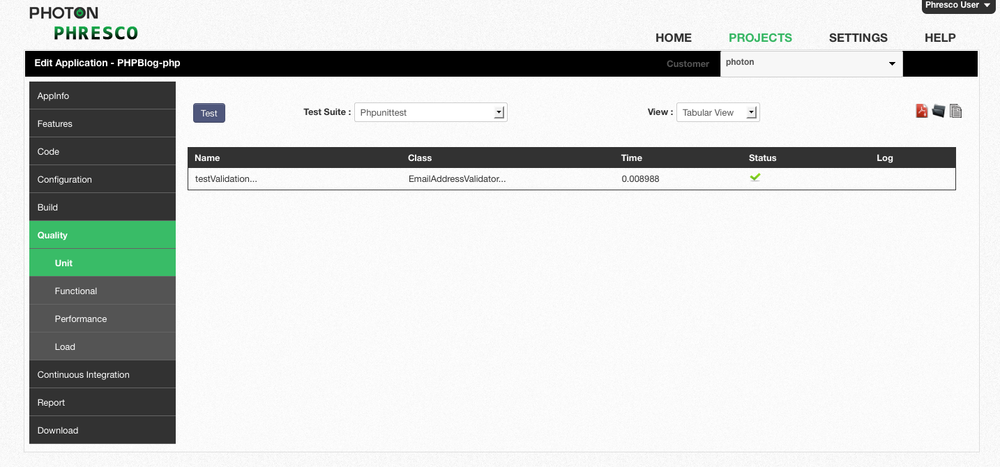 PHOTON
PHRESCO
Phresco User
HOME PROJECTS SETTINGS HELP
Edit Application - PHPBlog-php Customer photon
AppInfo
Features
Code
Configuration
Build
Quality
Unit
Functional
Performance
Load
Continuous Integration
Report
Download
Test Test Suite : Phpunittest View : Tabular View
Name Class Time Status Log
testValidation... EmailAddressValidator... 0.008988